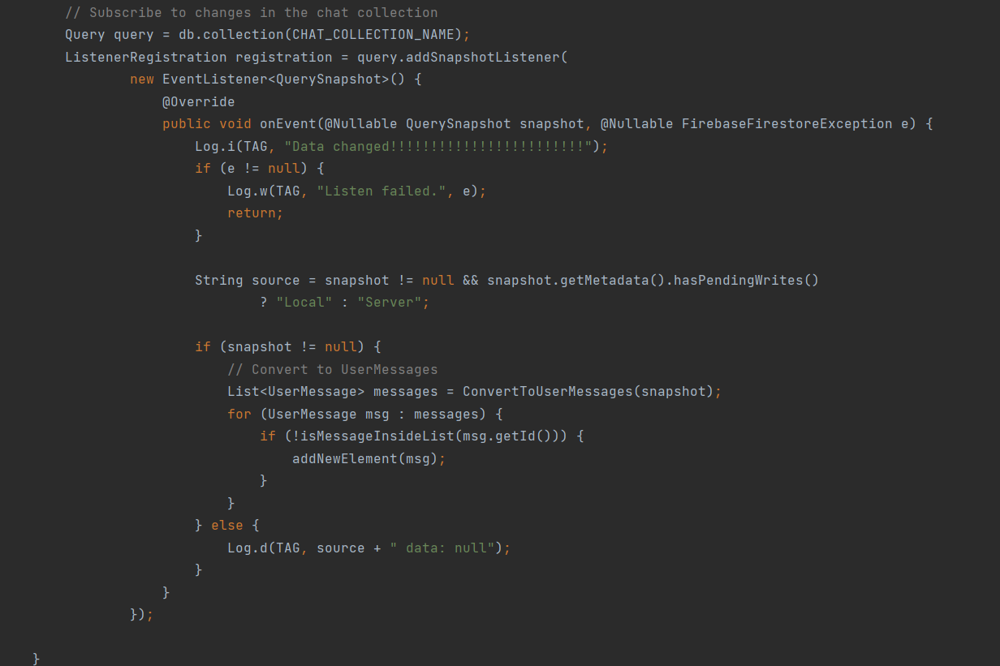 // Subscribe to changes in the chat collection
Query query = db.collection(CHAT_COLLECTION_NAME);
ListenerRegistration registration = query.addSnapshotListener(
new EventListener<QuerySnapshot>() {
@Override
public void onEvent(@Nullable QuerySnapshot snapshot, @Nullable FirebaseFirestoreException e) {
Log.i(TAG, "Data changed!!!!!!!!!!!!!!!!!!!!!!!!");
if (e != null) {
Log.w(TAG, "Listen failed.", e);
return;
}
String source = snapshot != null && snapshot.getMetadata().hasPendingWrites()
? "Local" : "Server";
if (snapshot != null) {
// Convert to UserMessages
List<UserMessage> messages = ConvertToUserMessages(snapshot);
for (UserMessage msg : messages) {
if (!isMessageInsideList(msg.getId())) {
addNewElement(msg);
}
}
} else {
Log.d(TAG, source + " data: null");
}
}
});
}